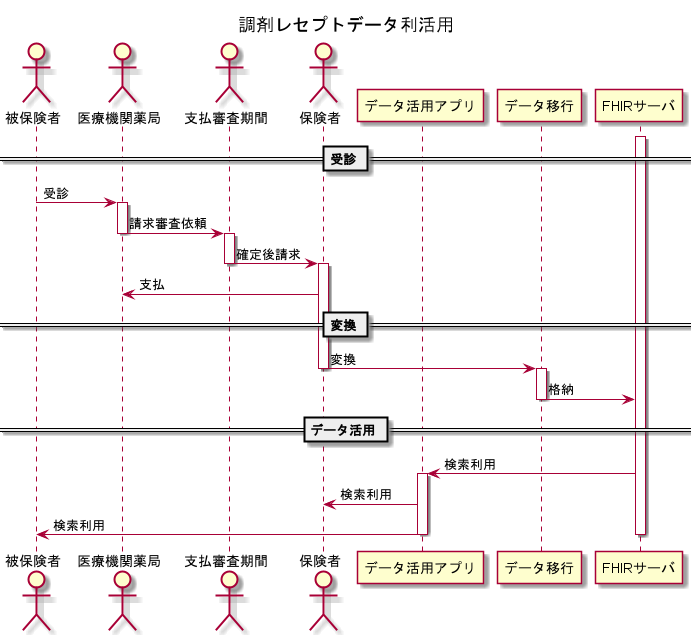 調剤レセプトデータ利活用
被保険者 医療機関薬局 支払審査期間 保険者 データ活用アプリ データ移行 FHIRサーバ
受診
受診
請求審査依頼
確定後請求
支払
変換
変換
格納
データ活用
検索利用
検索利用
検索利用
被保険者 医療機関薬局 支払審査期間 保険者 データ活用アプリ データ移行 FHIRサーバ